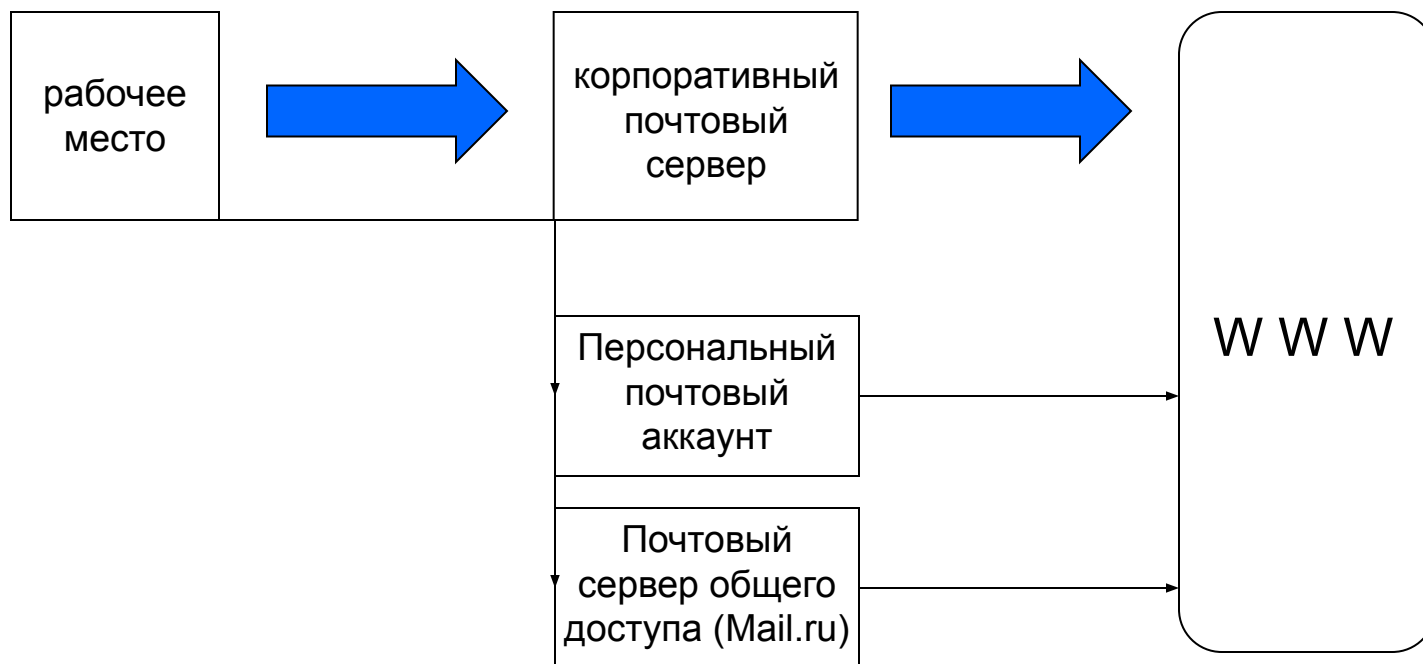 рабочее
место
корпоративный
почтовый
сервер
W W W
Персональный
почтовый
аккаунт
Почтовый
сервер общего
доступа (Mail.ru)